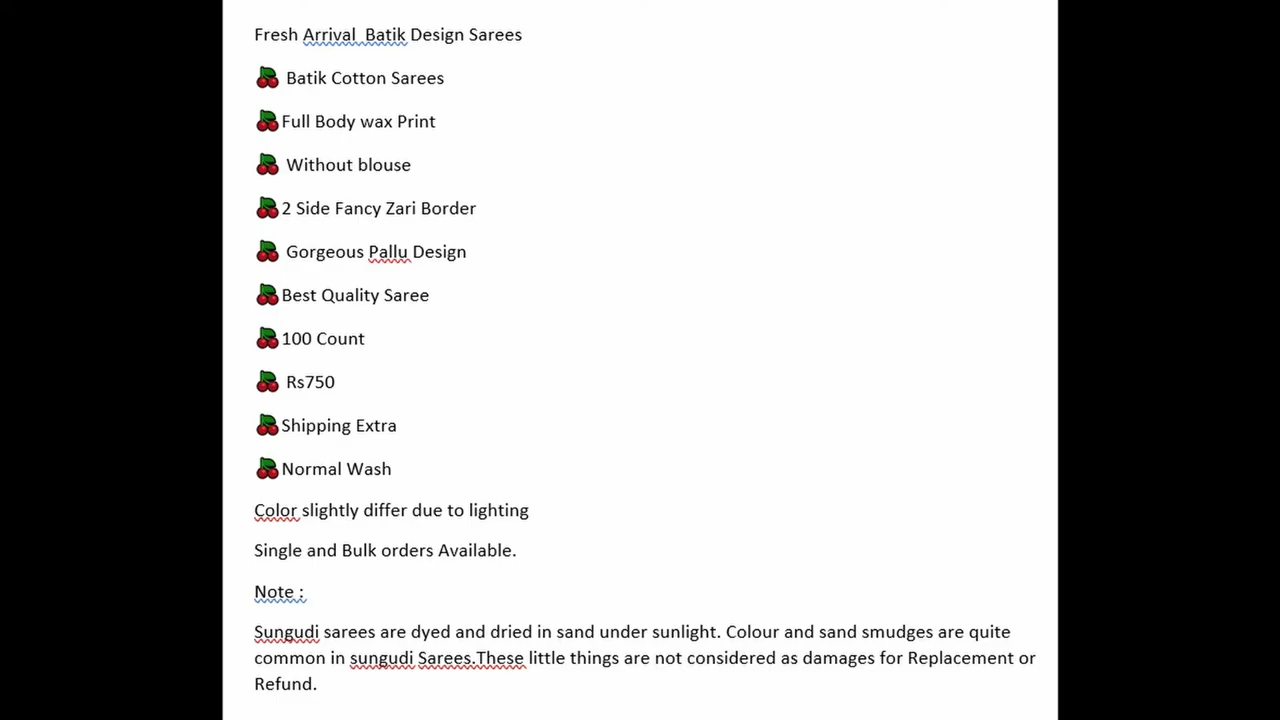 Fresh Arrival  Batik Design Sarees
🍒 Batik Cotton Sarees
🍒Full Body wax Print
🍒 Without blouse
🍒2 Side Fancy Zari Border
🍒 Gorgeous Pallu Design
🍒Best Quality Saree
🍒100 Count
🍒 Rs750
🍒Shipping Extra
🍒Normal Wash
Color slightly differ due to lighting
Single and Bulk orders Available.
Note :
Sungudi sarees are dyed and dried in sand under sunlight. Colour and sand smudges are quite
common in sungudi Sarees.These little things are not considered as damages for Replacement or
Refund.